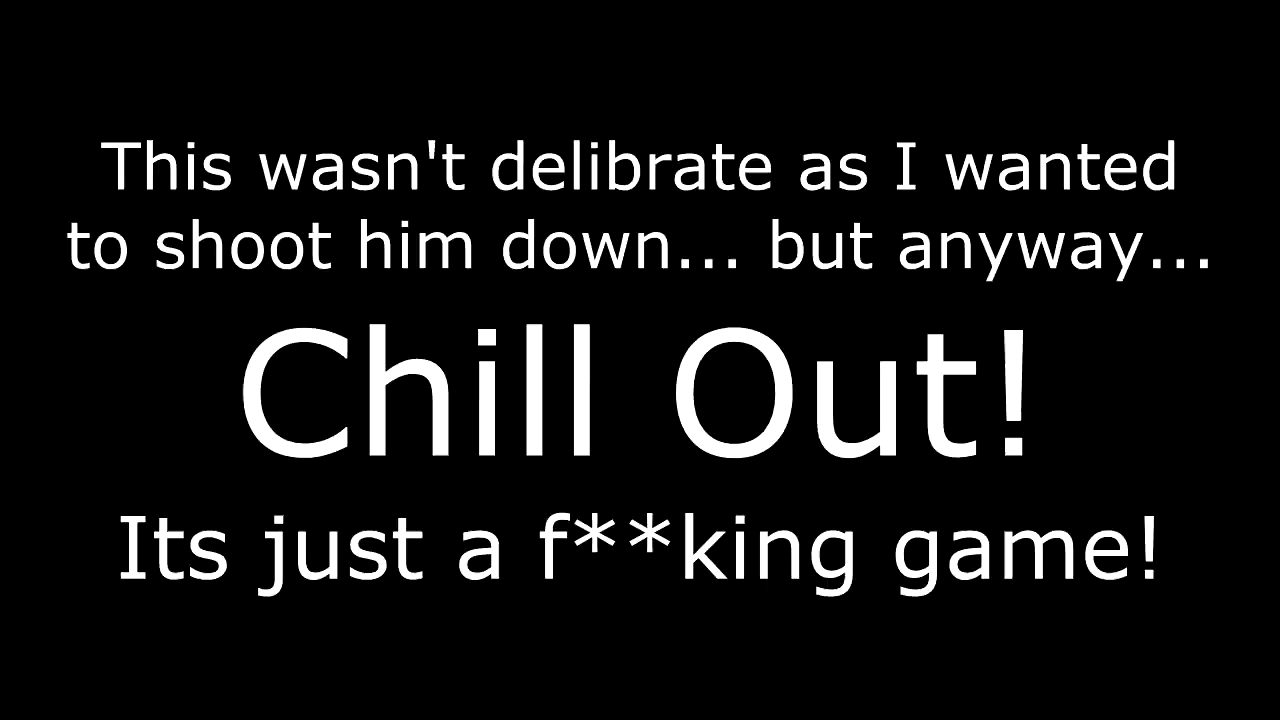 This wasn't delibrate as I wanted
to shoot him down... but anyway...
Chill Out!
Its just a f**king game!